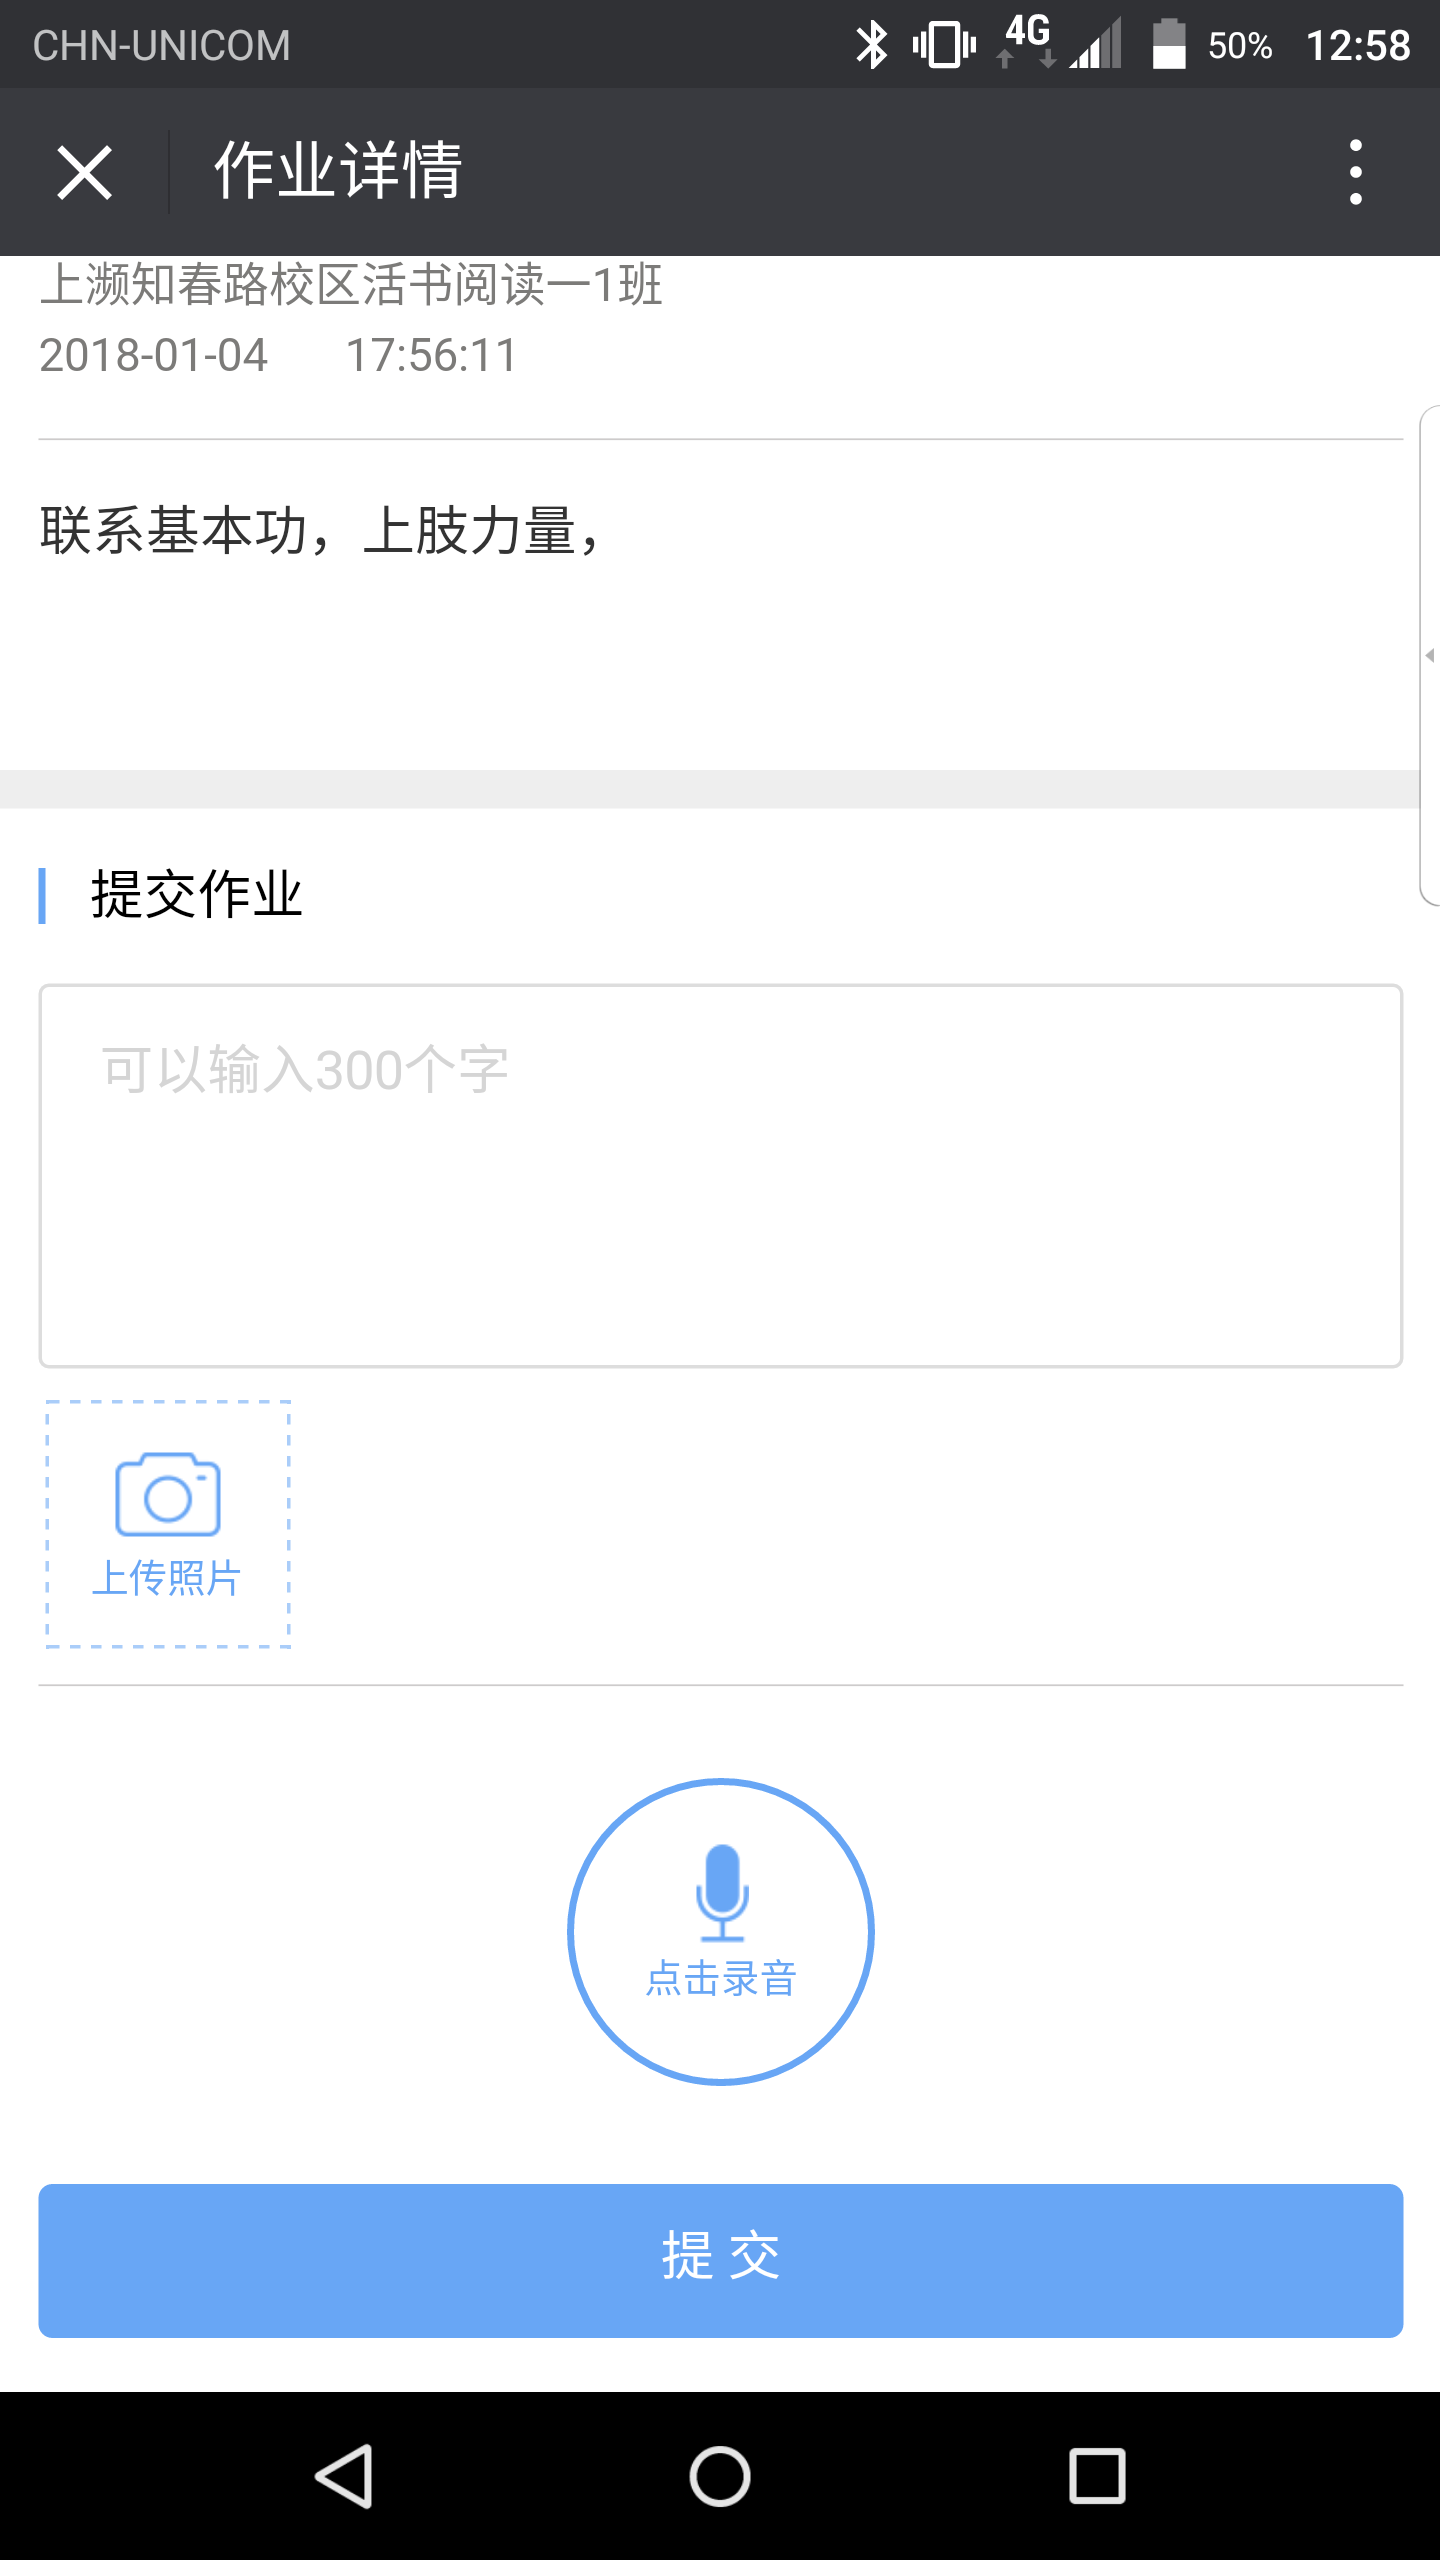 CHN-UNICOM 4G 50% 12:58
作业详情
上濒知春路校区活书阅读一1班
2018-01-04 17:56:11
联系基本功，上肢力量，
提交作业
可以输入300个字
上传照片
点击录音
提 交